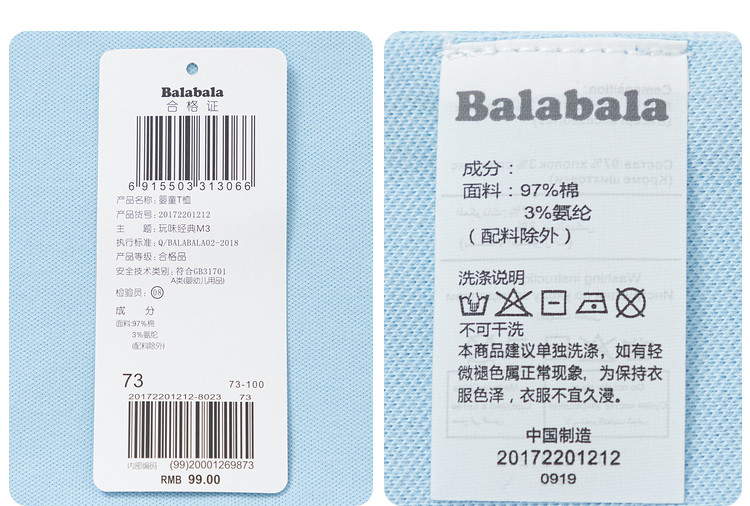 Balabala
合格证
6 915503 313066
产品名称: 婴童T恤
产品货号: 20172201212
主 题: 玩味经典M3
执行标准: Q/BALABALA02-2018
产品等级: 合格品
安全技术类别: 符合GB31701
A类(婴幼儿用品)
检验员: 08
成 分
面料:97%棉
3%氨纶
(配料除外)
73 73-100
20172201212-8023 73
内部编码 (99)20001269873
RMB 99.00
Balabala
成分:
面料: 97%棉
3%氨纶
(配料除外)
洗涤说明
不可干洗
本商品建议单独洗涤, 如有轻
微褪色属正常现象, 为保持衣
服色泽, 衣服不宜久浸。
中国制造
20172201212
0919